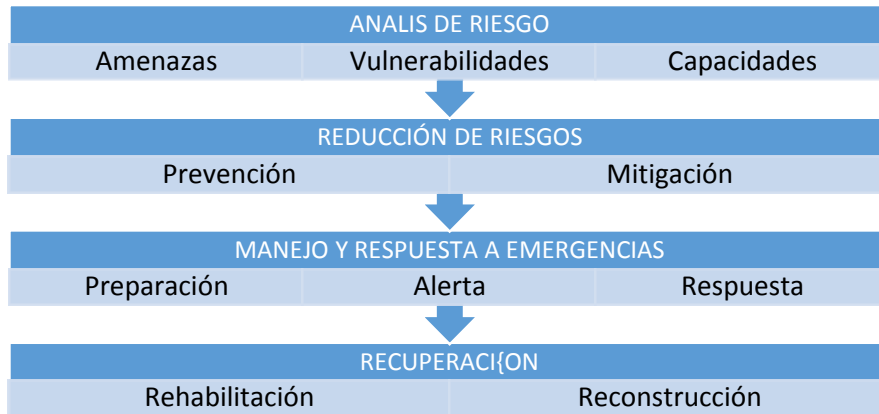 ANALIS DE RIESGO
Amenazas Vulnerabilidades Capacidades
REDUCCIÓN DE RIESGOS
Prevención Mitigación
MANEJO Y RESPUESTA A EMERGENCIAS
Preparación Alerta Respuesta
RECUPERACI{ON
Rehabilitación Reconstrucción